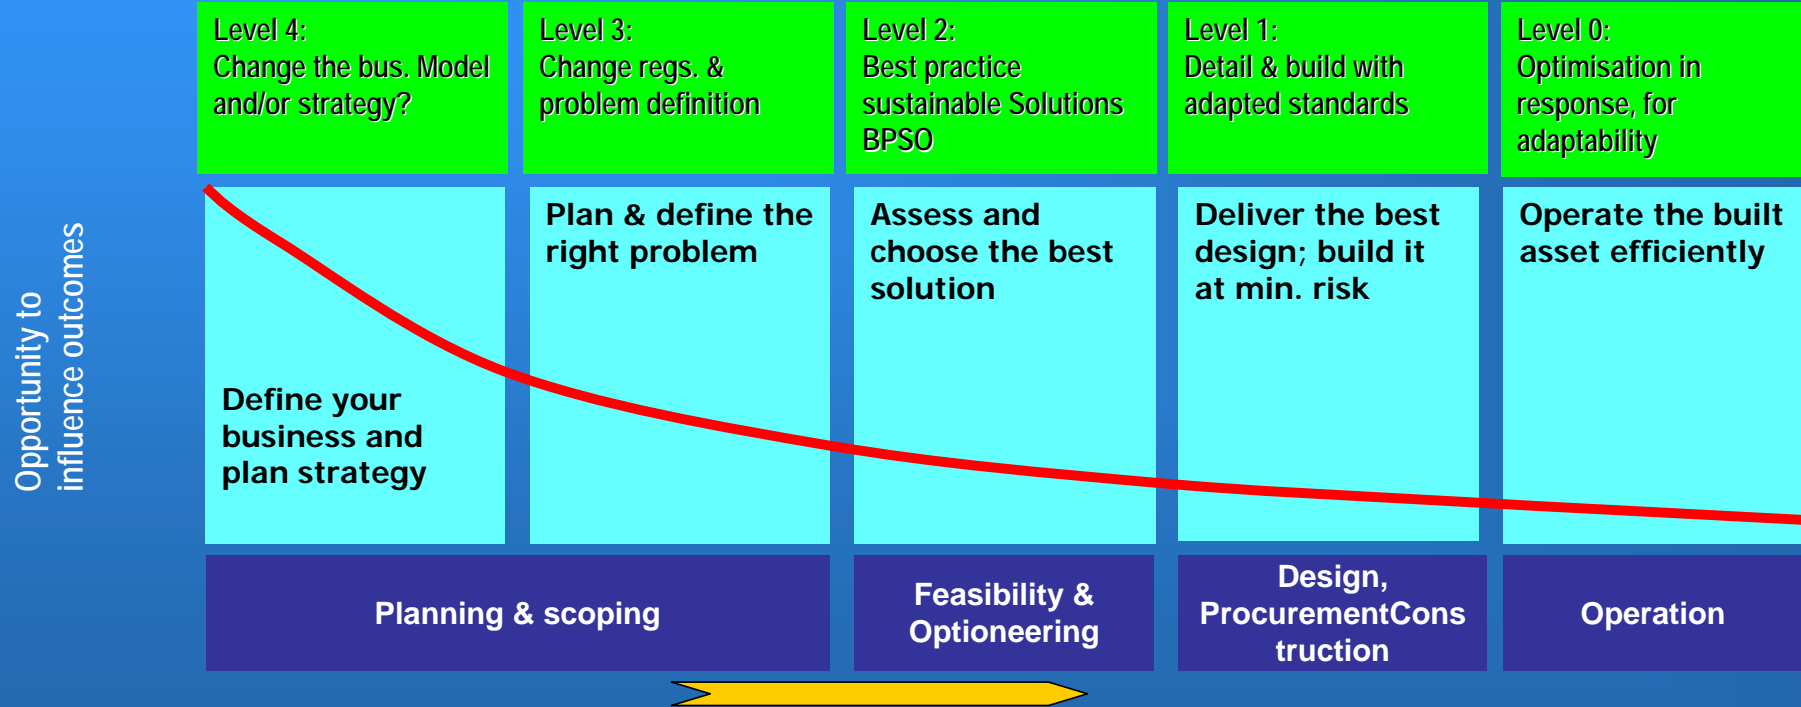 Level 4:
Change the bus. Model
and/or strategy?
Level 3:
Change regs. &
problem definition
Level 2:
Best practice
sustainable Solutions
BPSO
Level 1:
Detail & build with
adapted standards
Level 0:
Optimisation in
response, for
adaptability
Opportunity to
influence outcomes
Define your
business and
plan strategy
Plan & define the
right problem
Assess and
choose the best
solution
Deliver the best
design; build it
at min. risk
Operate the built
asset efficiently
Planning & scoping
Feasibility &
Optioneering
Design,
ProcurementCons
truction
Operation